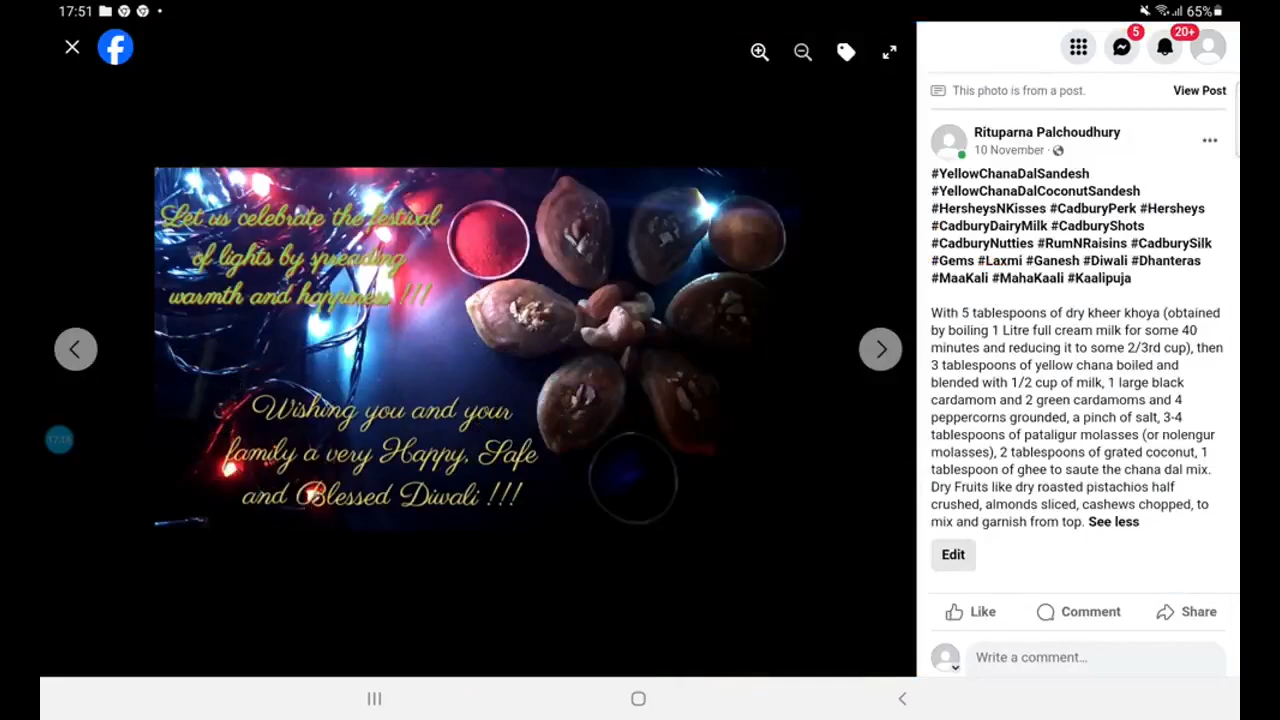 17:51
65%
5
20+
This photo is from a post.
View Post
Rituparna Palchoudhury
10 November ·
#YellowChanaDalSandesh
#YellowChanaDalCoconutSandesh
#HersheysNKisses #CadburyPerk #Hersheys
#CadburyDairyMilk #CadburyShots
#CadburyNutties #RumNRaisins #CadburySilk
#Gems #Laxmi #Ganesh #Diwali #Dhanteras
#MaaKali #MahaKaali #Kaalipuja
With 5 tablespoons of dry kheer khoya (obtained
by boiling 1 Litre full cream milk for some 40
minutes and reducing it to some 2/3rd cup), then
3 tablespoons of yellow chana boiled and
blended with 1/2 cup of milk, 1 large black
cardamom and 2 green cardamoms and 4
peppercorns grounded, a pinch of salt, 3-4
tablespoons of pataligur molasses (or nolengur
molasses), 2 tablespoons of grated coconut, 1
tablespoon of ghee to saute the chana dal mix.
Dry Fruits like dry roasted pistachios half
crushed, almonds sliced, cashews chopped, to
mix and garnish from top. See less
Edit
Like
Comment
Share
Write a comment...
Let us celebrate the festival
of lights by spreading
warmth and happiness !!!
Wishing you and your
family a very Happy, Safe
and Blessed Diwali !!!